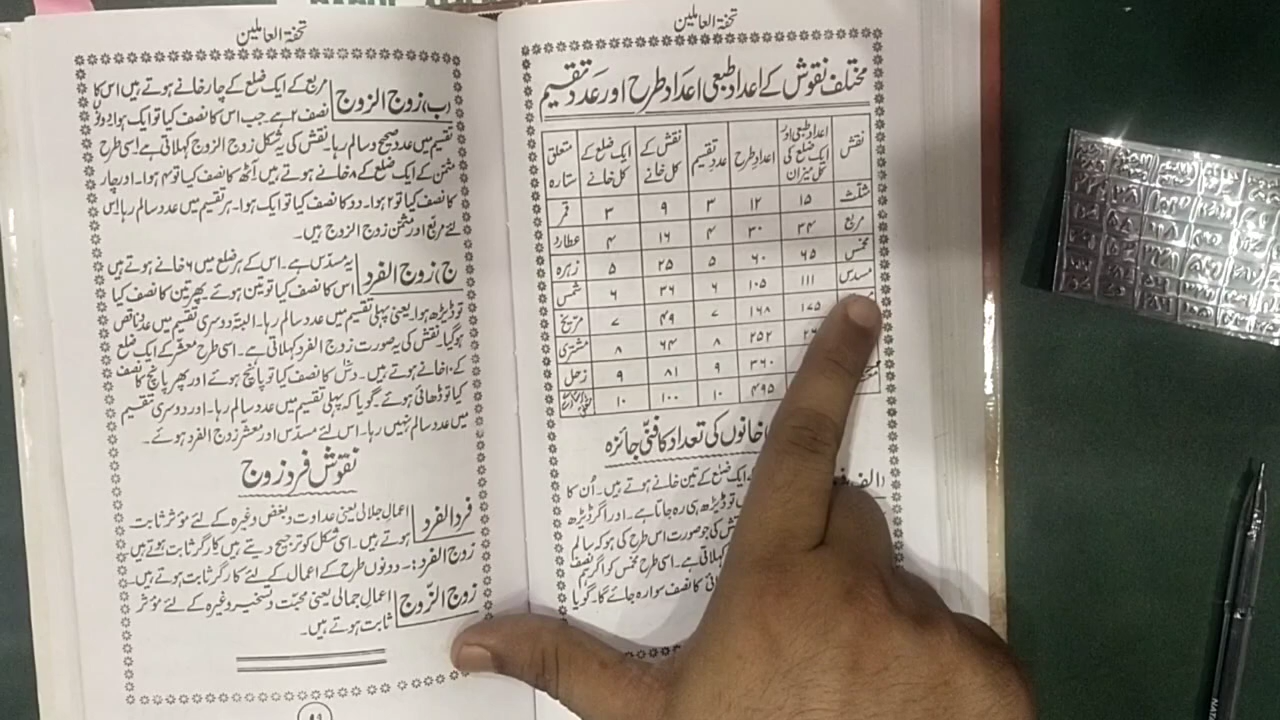 تحفۃ العاملین
مختلف نقوش کے اعداد طبعی اعداد طرح اور عدد تقسیم
نقش | اعداد طبعی اور ایک ضلع کی کل میزان | اعداد طرح | عدد تقسیم | نقش کے کل خانے | ایک ضلع کے کل خانے | متعلق ستارہ
مثلث | ۱۵ | ۱۲ | ۳ | ۹ | ۳ | قمر
مربع | ۳۴ | ۳۰ | ۴ | ۱۶ | ۴ | عطارد
مخمس | ۶۵ | ۶۰ | ۵ | ۲۵ | ۵ | زہرہ
مسدس | ۱۱۱ | ۱۰۵ | ۶ | ۳۶ | ۶ | شمس
۱۷۵ | ۱۶۸ | ۷ | ۴۹ | ۷ | مریخ
۲۵۲ | ۸ | ۶۴ | ۸ | مشتری
۳۶۰ | ۹ | ۸۱ | ۹ | زحل
۴۹۵ | ۱۰ | ۱۰۰ | ۱۰
خانوں کی تعداد کا فنی جائزہ
(الف) کے ایک ضلع کے تین خانے ہوتے ہیں۔ اُن کا
تو ڈیڑھ ہی رہ جاتا ہے۔ اور اگر ڈیڑھ
کی جو صورت اس طرح کی ہو کہ سالم
کہلاتی ہے۔ اسی طرح مخمس کو اگر ہم نصف
کا نصف سوا رہ جائے گا۔ گویا
تحفۃ العاملین
(ب) زوج الزوج مربع کے ایک ضلع کے چار خانے ہوتے ہیں اس کا
نصف ۲ ہے۔ جب اس کا نصف کیا تو ایک ہوا۔ دونوں
تقسیم میں عدد صحیح و سالم رہا۔ نقش کی یہ شکل زوج الزوج کہلاتی ہے۔ اسی طرح
مثمن کے ایک ضلع کے ۸ خانے ہوتے ہیں۔ آٹھ کا نصف کیا تو ۴ ہوا۔ اور چار
کا نصف کیا تو ۲ ہوا۔ دو کا نصف کیا تو ایک ہوا۔ ہر تقسیم میں عدد سالم رہا۔ اس
لئے مربع اور مثمن زوج الزوج ہیں۔
ج، زوج الفرد یہ مسدس ہے۔ اس کے ہر ضلع میں ۶ خانے ہوتے ہیں
اس کا نصف کیا تو تین ہوئے۔ پھر تین کا نصف کیا
تو ڈیڑھ ہوا۔ یعنی پہلی تقسیم میں عدد سالم رہا۔ البتہ دوسری تقسیم میں عدد ناقص
ہوگیا۔ نقش کی یہ صورت زوج الفرد کہلاتی ہے۔ اسی طرح معشر کے ایک ضلع
کے ۱۰ خانے ہوتے ہیں۔ دس کا نصف کیا تو پانچ ہوئے اور پھر پانچ کا نصف
کیا تو ڈھائی ہوئے۔ گویا کہ پہلی تقسیم میں عدد سالم رہا۔ اور دوسری تقسیم
میں عدد سالم نہیں رہا۔ اس لئے مسدس اور معشر زوج الفرد ہوئے۔
نقوش فرد زوج
فرد الفرد اعمال جلالی یعنی عداوت و بغض وغیرہ کے لئے مؤثر ثابت
ہوتے ہیں۔ اسی شکل کو ترجیح دیتے ہیں کارگر ثابت ہوتے ہیں
زوج الفرد:- دونوں طرح کے اعمال کے لئے کارگر ثابت ہوتے ہیں۔
زوج الزوج اعمال جمالی یعنی محبت و تسخیر وغیرہ کے لئے مؤثر
ثابت ہوتے ہیں۔